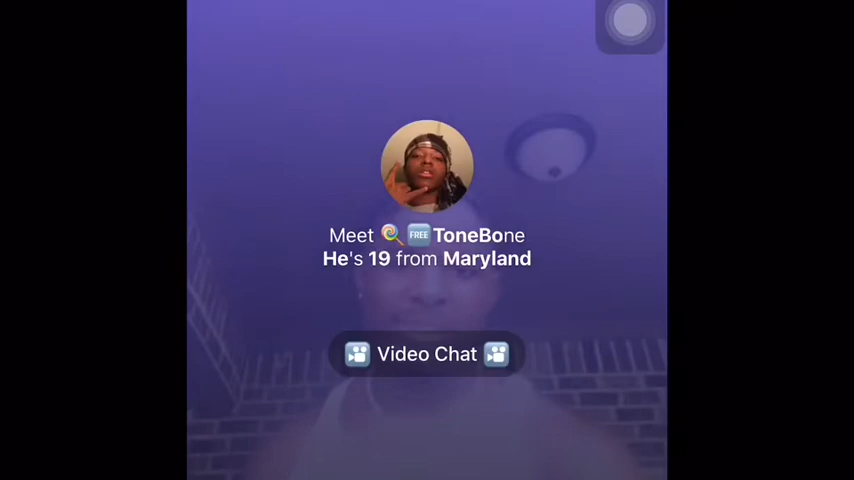 Meet 🍭🆓ToneBone
He's 19 from Maryland
🎦 Video Chat 🎦